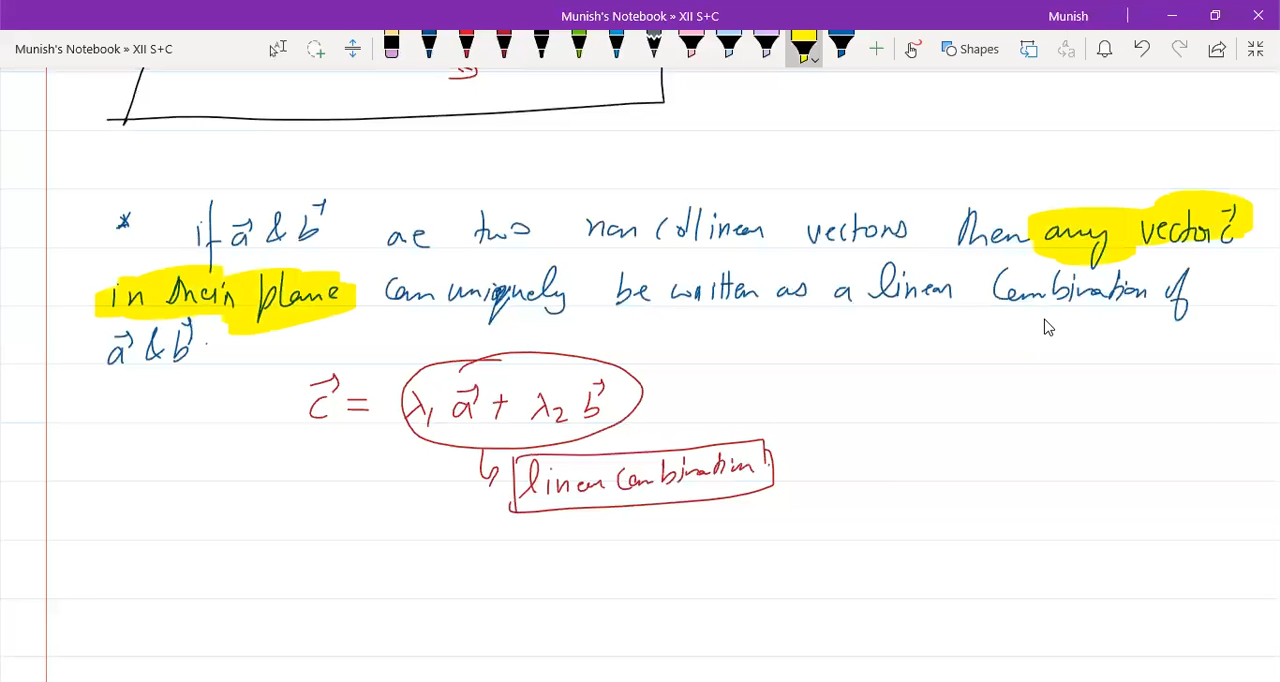 Munish's Notebook » XII S+C
Munish
Munish's Notebook » XII S+C
Shapes
* if a⃗ & b⃗ are two non collinear vectors then any vector c⃗
in their plane can uniquely be written as a linear Combination of
a⃗ & b⃗.
c⃗ = λ₁ a⃗ + λ₂ b⃗
↳ linear Combination